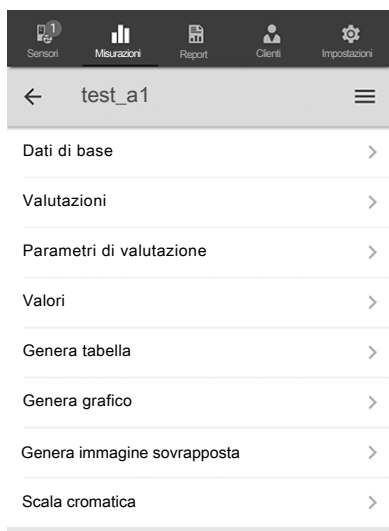 1
Sensori Misurazioni Report Clienti Impostazioni
test_a1
Dati di base
Valutazioni
Parametri di valutazione
Valori
Genera tabella
Genera grafico
Genera immagine sovrapposta
Scala cromatica